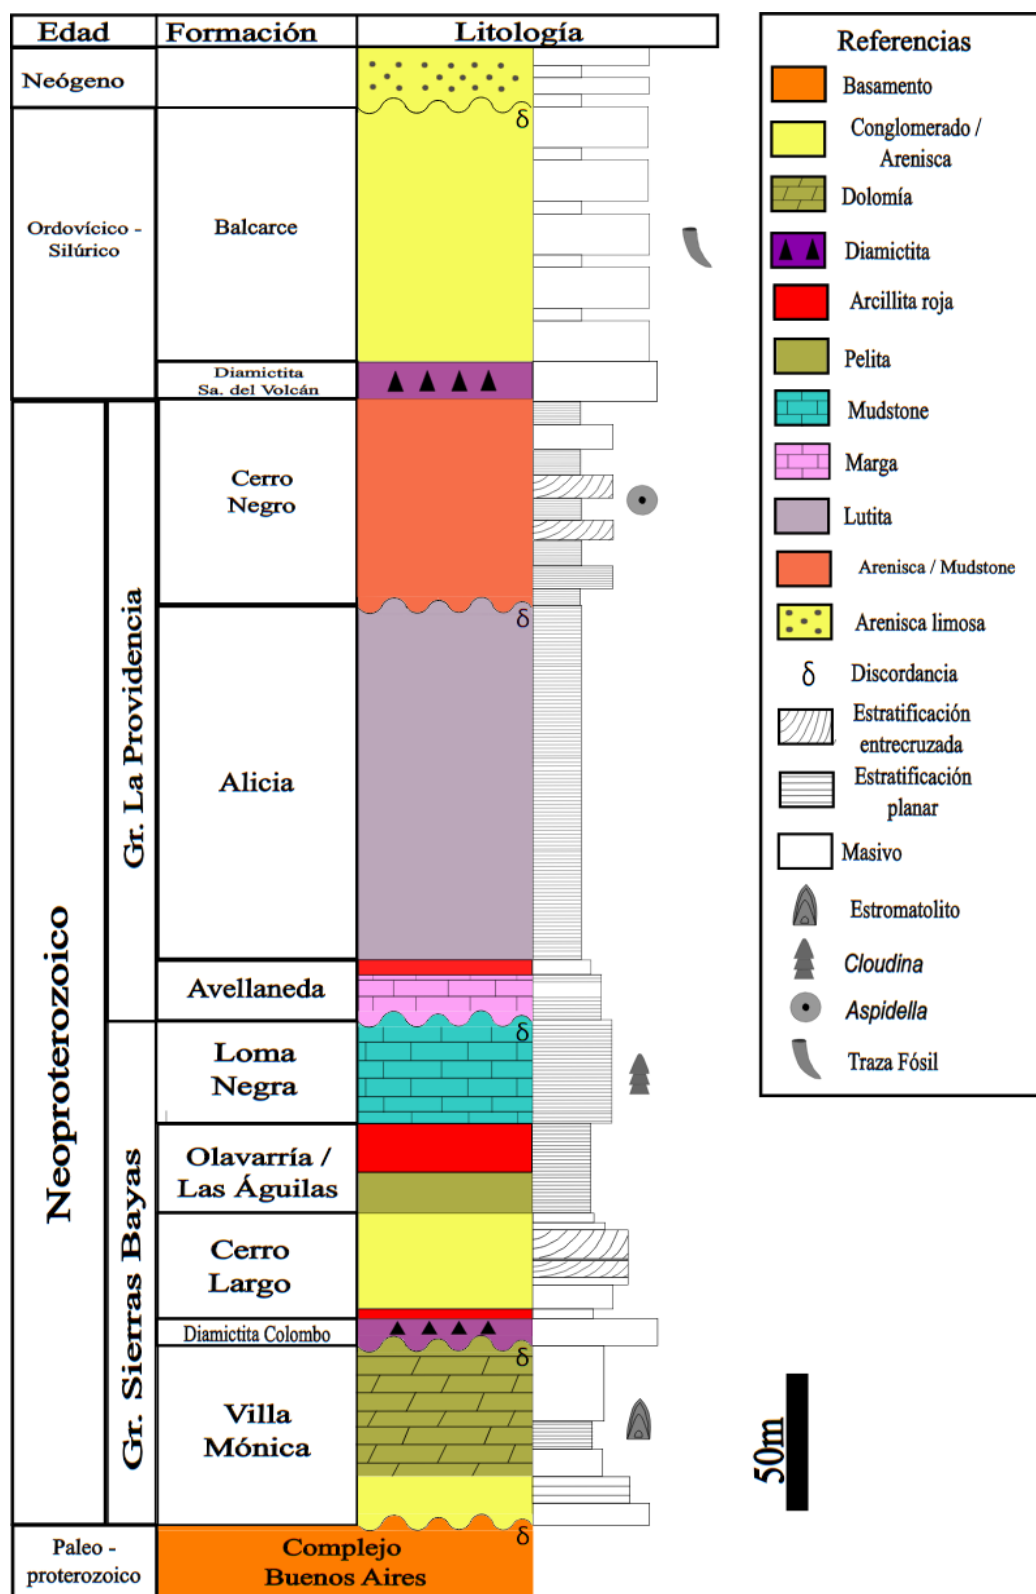 Edad Formación Litología
Neógeno
δ
Ordovícico -
Silúrico
Balcarce
Diamictita
Sa. del Volcán
Neoproterozoico
Gr. La Providencia
Cerro
Negro
δ
Alicia
Avellaneda
δ
Gr. Sierras Bayas
Loma
Negra
Olavarría /
Las Águilas
Cerro
Largo
Diamictita Colombo
δ
Villa
Mónica
δ
Paleo -
proterozoico
Complejo
Buenos Aires
Referencias
Basamento
Conglomerado /
Arenisca
Dolomía
Diamictita
Arcillita roja
Pelita
Mudstone
Marga
Lutita
Arenisca / Mudstone
Arenisca limosa
δ Discordancia
Estratificación
entrecruzada
Estratificación
planar
Masivo
Estromatolito
Cloudina
Aspidella
Traza Fósil
50m